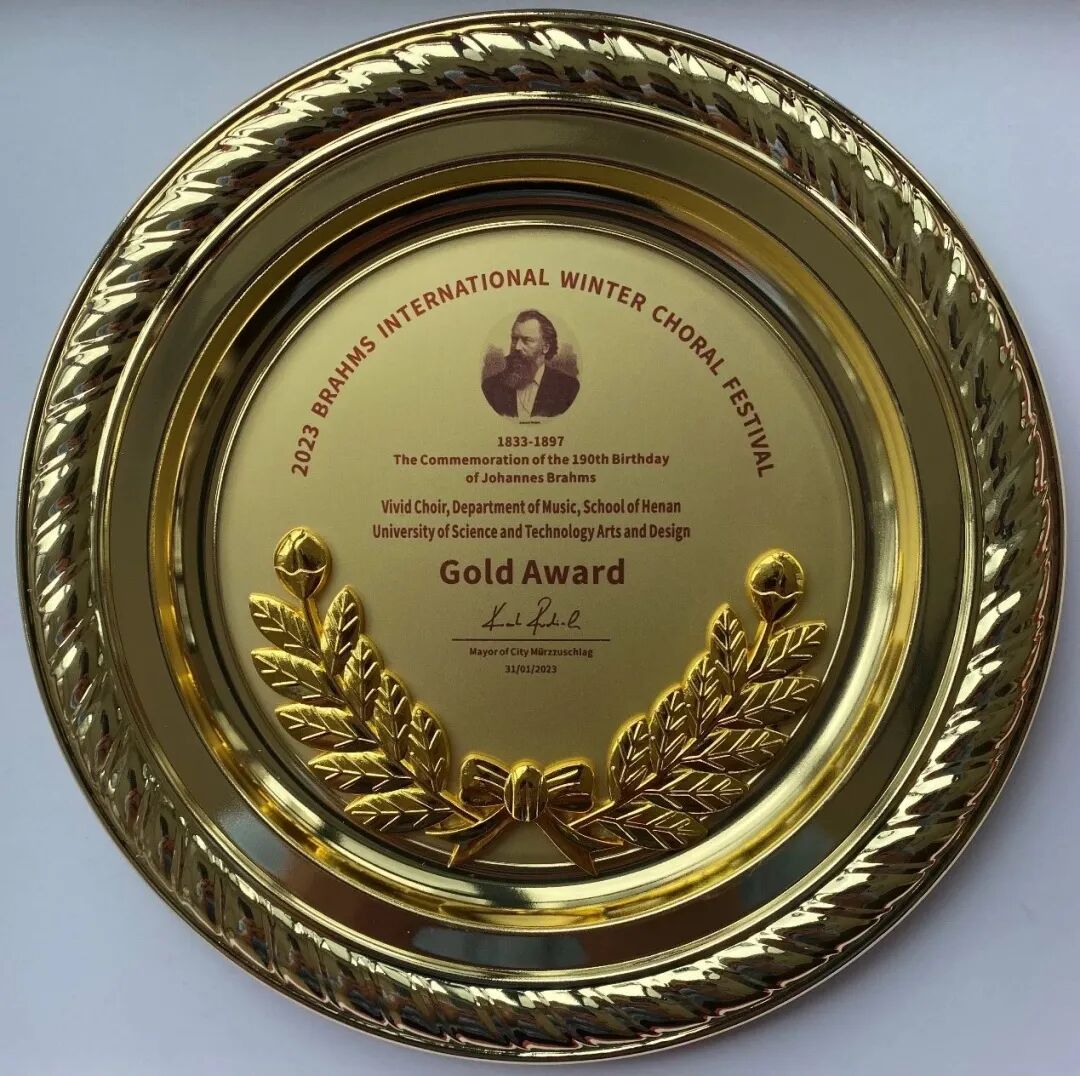 2023 BRAHMS INTERNATIONAL WINTER CHORAL FESTIVAL
1833-1897
The Commemoration of the 190th Birthday
of Johannes Brahms
Vivid Choir, Department of Music, School of Henan
University of Science and Technology Arts and Design
Gold Award
Mayor of City Mürzzuschlag
31/01/2023